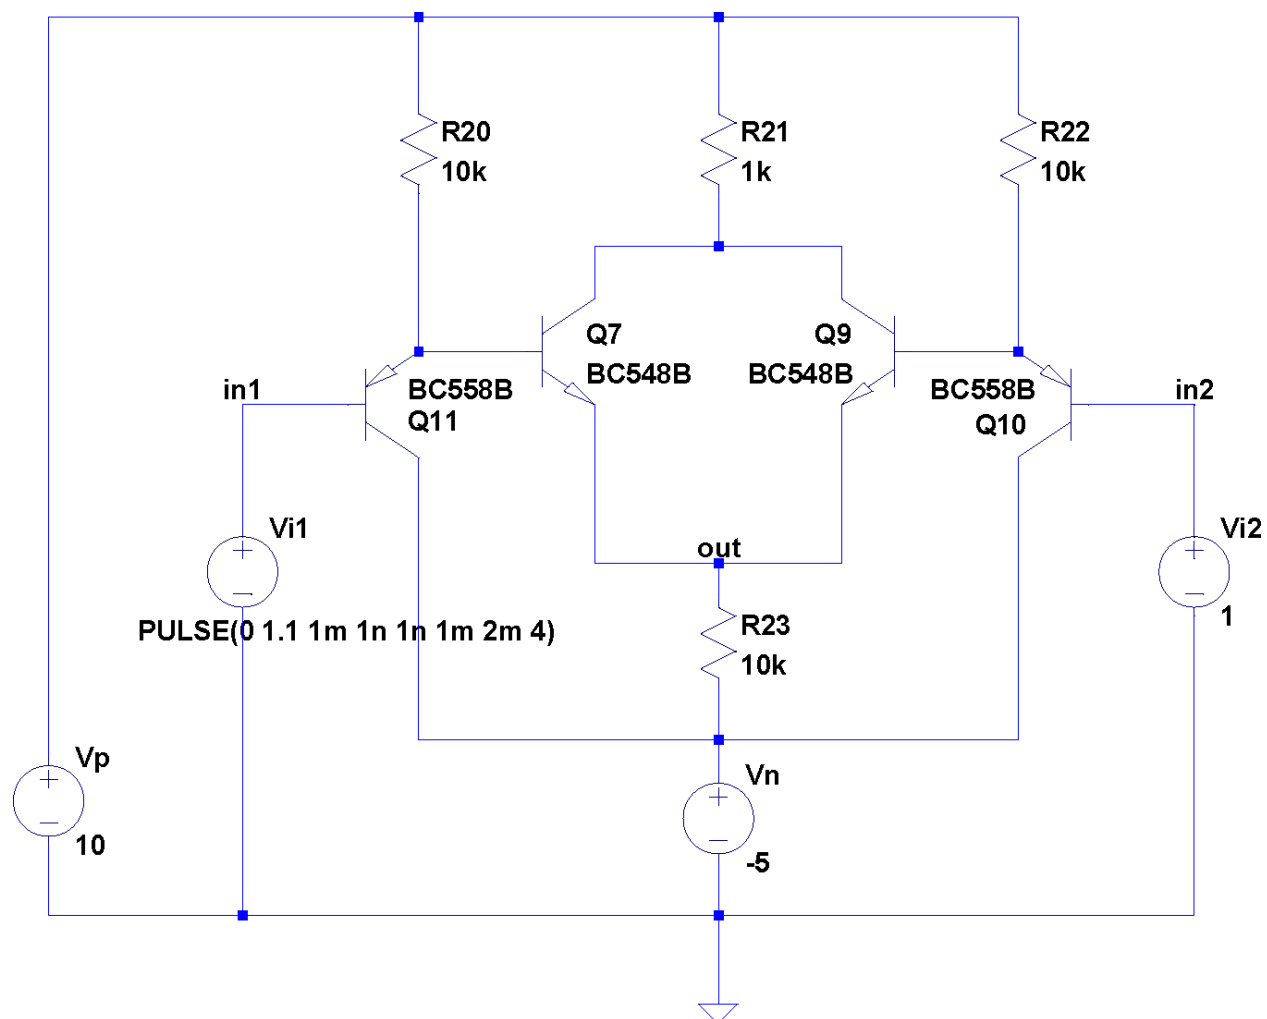 R20
10k
R21
1k
R22
10k
Q7
BC548B
Q9
BC548B
in1
BC558B
Q11
BC558B
Q10
in2
Vi1
PULSE(0 1.1 1m 1n 1n 1m 2m 4)
out
R23
10k
Vi2
1
Vp
10
Vn
-5